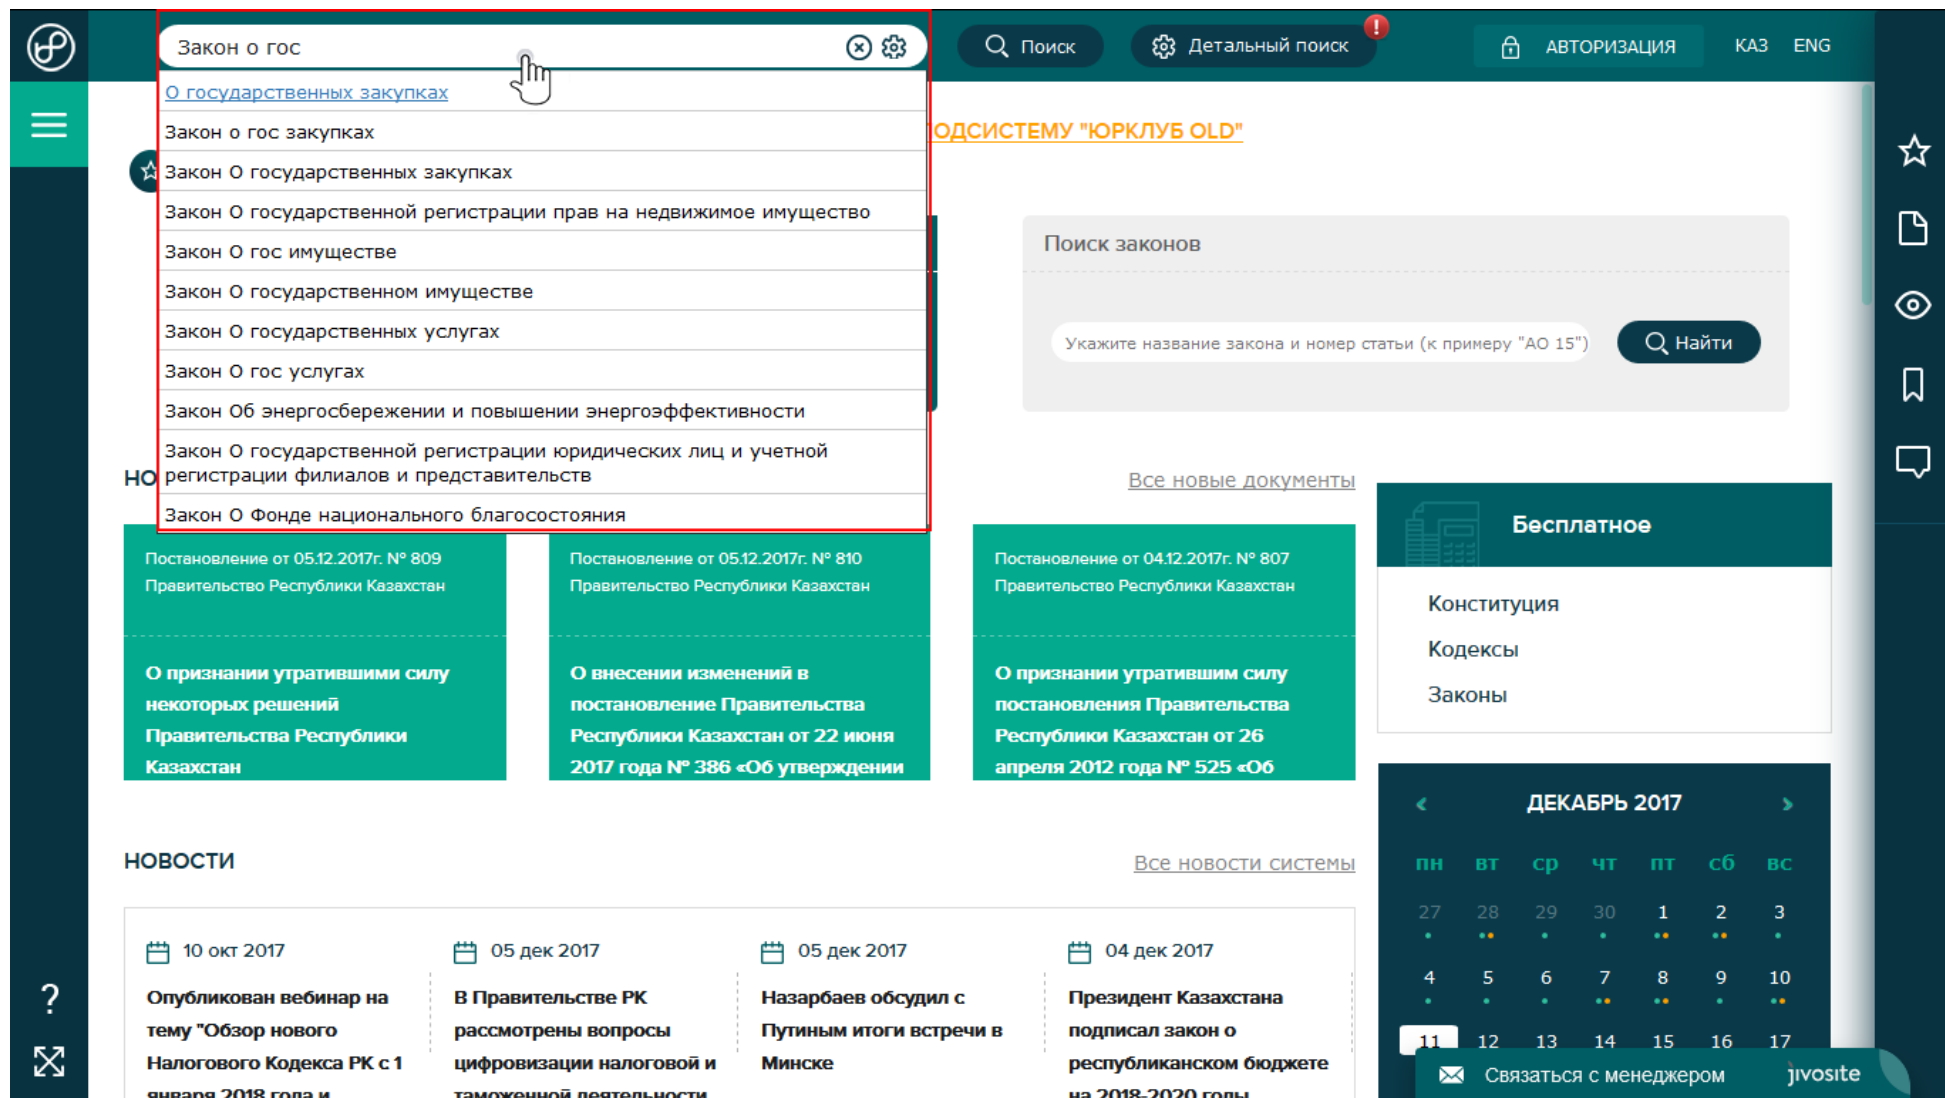 Закон о гос
Поиск
Детальный поиск
!
АВТОРИЗАЦИЯ
КАЗ
ENG
О государственных закупках
Закон о гос закупках
Закон О государственных закупках
Закон О государственной регистрации прав на недвижимое имущество
Закон О гос имуществе
Закон О государственном имуществе
Закон О государственных услугах
Закон О гос услугах
Закон Об энергосбережении и повышении энергоэффективности
Закон О государственной регистрации юридических лиц и учетной
регистрации филиалов и представительств
Закон О Фонде национального благосостояния
ОДСИСТЕМУ "ЮРКЛУБ OLD"
Поиск законов
Укажите название закона и номер статьи (к примеру "АО 15")
Найти
НО
Все новые документы
Постановление от 05.12.2017г. № 809
Правительство Республики Казахстан
О признании утратившими силу
некоторых решений
Правительства Республики
Казахстан
Постановление от 05.12.2017г. № 810
Правительство Республики Казахстан
О внесении изменений в
постановление Правительства
Республики Казахстан от 22 июня
2017 года № 386 «Об утверждении
Постановление от 04.12.2017г. № 807
Правительство Республики Казахстан
О признании утратившим силу
постановления Правительства
Республики Казахстан от 26
апреля 2012 года № 525 «Об
Бесплатное
Конституция
Кодексы
Законы
НОВОСТИ
Все новости системы
10 окт 2017
Опубликован вебинар на
тему "Обзор нового
Налогового Кодекса РК с 1
января 2018 года и
05 дек 2017
В Правительстве РК
рассмотрены вопросы
цифровизации налоговой и
таможенной деятельности
05 дек 2017
Назарбаев обсудил с
Путиным итоги встречи в
Минске
04 дек 2017
Президент Казахстана
подписал закон о
республиканском бюджете
на 2018-2020 годы
ДЕКАБРЬ 2017
ПН ВТ СР ЧТ ПТ СБ ВС
27 28 29 30 1 2 3
4 5 6 7 8 9 10
11 12 13 14 15 16 17
Связаться с менеджером
jivosite
?